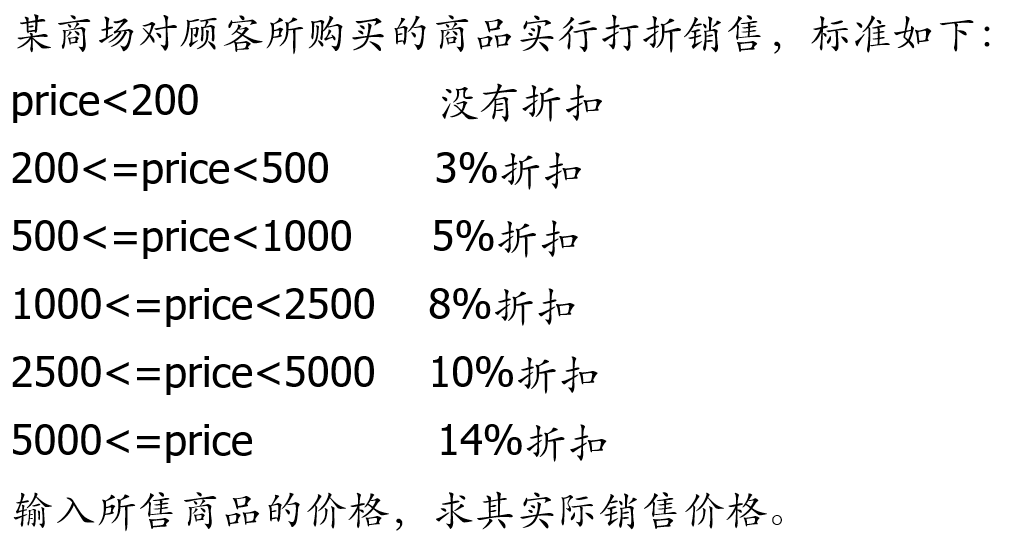 某商场对顾客所购买的商品实行打折销售，标准如下：
price<200 没有折扣
200<=price<500 3%折扣
500<=price<1000 5%折扣
1000<=price<2500 8%折扣
2500<=price<5000 10%折扣
5000<=price 14%折扣
输入所售商品的价格，求其实际销售价格。